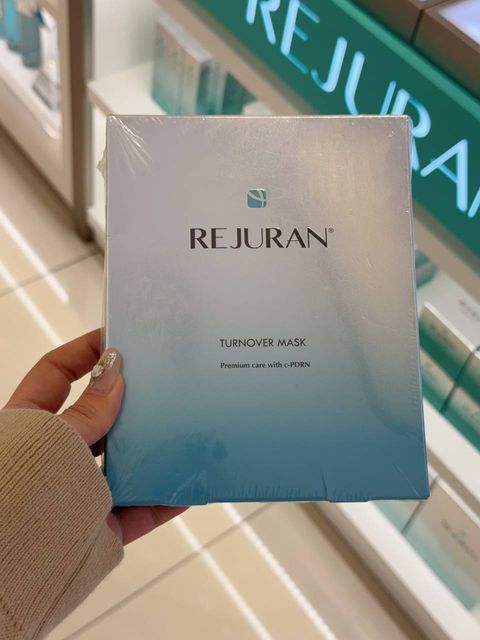 REJURAN
REJURAN®
TURNOVER MASK
Premium care with c-PDRN